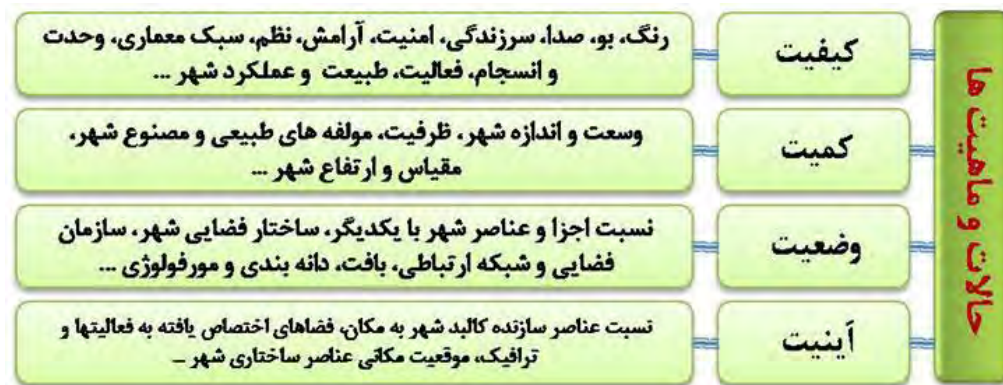 حالات و ماهیت ها
کیفیت
رنگ، بو، صدا، سرزندگی، امنیت، آرامش، نظم، سبک معماری، وحدت
و انسجام، فعالیت، طبیعت و عملکرد شهر ...
کمیت
وسعت و اندازه شهر، ظرفیت، مولفه های طبیعی و مصنوع شهر،
مقیاس و ارتفاع شهر ...
وضعیت
نسبت اجزا و عناصر شهر با یکدیگر، ساختار فضایی شهر، سازمان
فضایی و شبکه ارتباطی، بافت، دانه بندی و مورفولوژی ...
آینیت
نسبت عناصر سازنده کالبد شهر به مکان، فضاهای اختصاص یافته به فعالیتها و
ترافیک، موقعیت مکانی عناصر ساختاری شهر ...